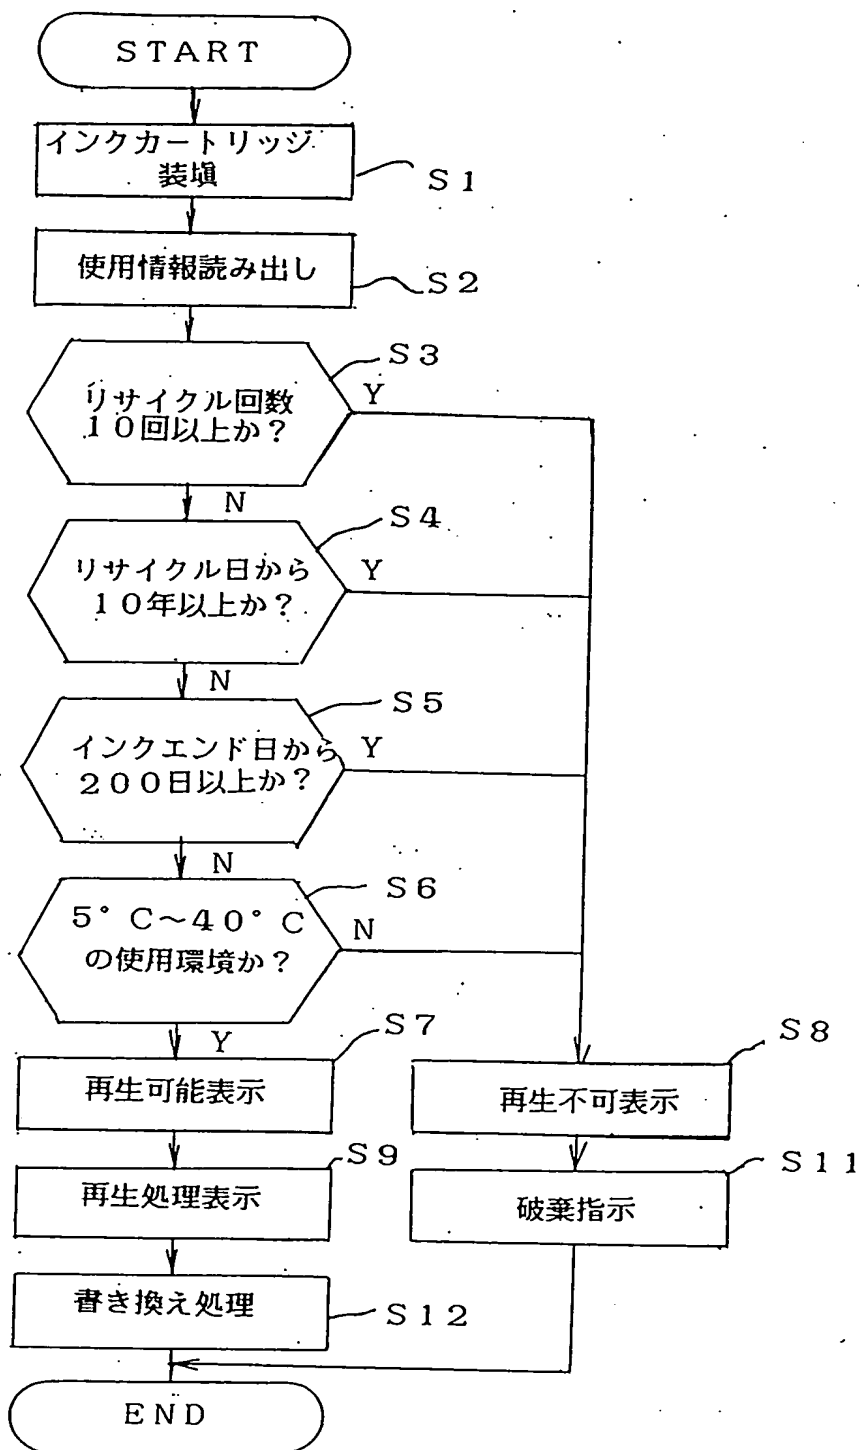 START
インクカートリッジ
装塡
S1
使用情報読み出し
S2
S3
リサイクル回数
10回以上か？
Y
N
S4
リサイクル日から
10年以上か？
Y
N
S5
インクエンド日から
200日以上か？
Y
N
S6
5°C～40°C
の使用環境か？
N
Y
S7
再生可能表示
S8
再生不可表示
S9
再生処理表示
S11
破棄指示
書き換え処理
S12
END